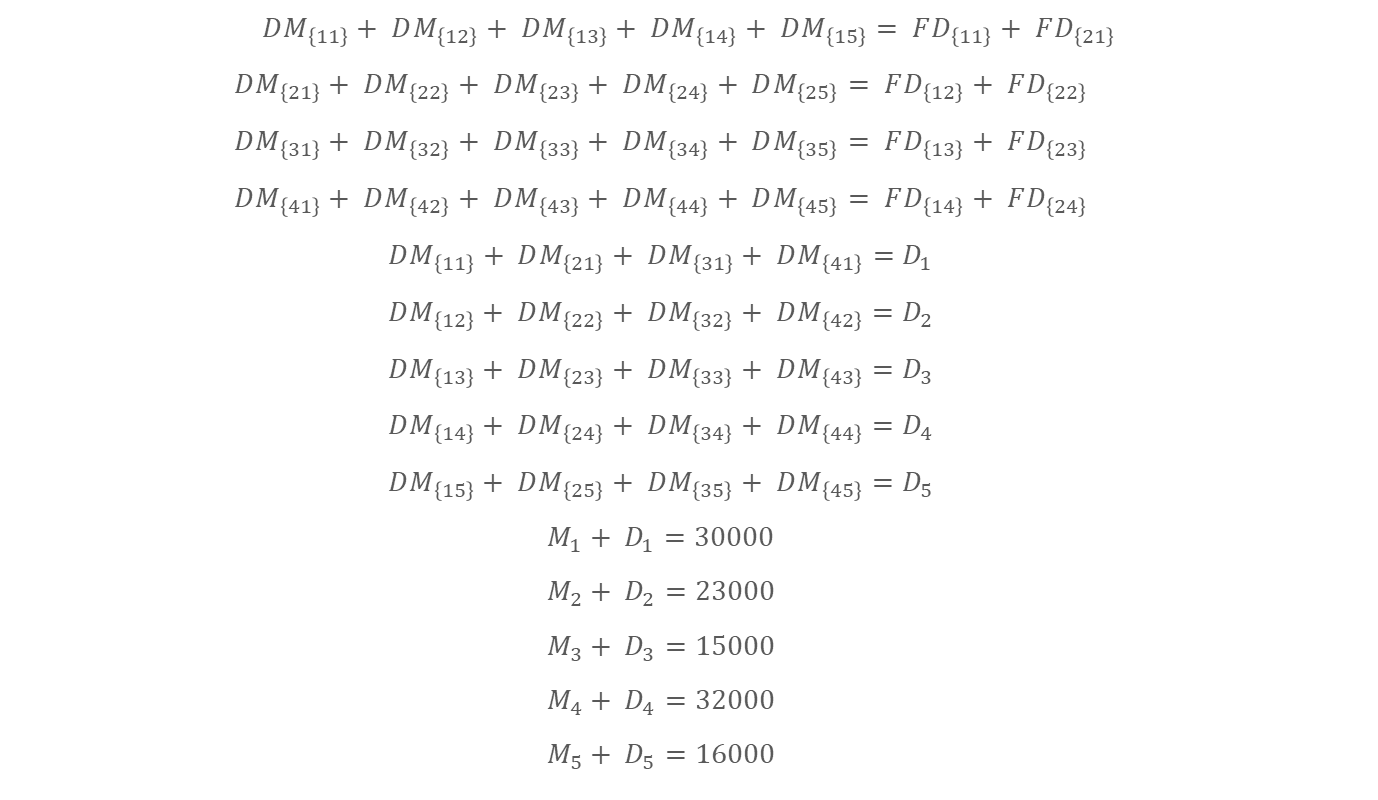 DM_{11} + DM_{12} + DM_{13} + DM_{14} + DM_{15} = FD_{11} + FD_{21}
DM_{21} + DM_{22} + DM_{23} + DM_{24} + DM_{25} = FD_{12} + FD_{22}
DM_{31} + DM_{32} + DM_{33} + DM_{34} + DM_{35} = FD_{13} + FD_{23}
DM_{41} + DM_{42} + DM_{43} + DM_{44} + DM_{45} = FD_{14} + FD_{24}
DM_{11} + DM_{21} + DM_{31} + DM_{41} = D_1
DM_{12} + DM_{22} + DM_{32} + DM_{42} = D_2
DM_{13} + DM_{23} + DM_{33} + DM_{43} = D_3
DM_{14} + DM_{24} + DM_{34} + DM_{44} = D_4
DM_{15} + DM_{25} + DM_{35} + DM_{45} = D_5
M_1 + D_1 = 30000
M_2 + D_2 = 23000
M_3 + D_3 = 15000
M_4 + D_4 = 32000
M_5 + D_5 = 16000